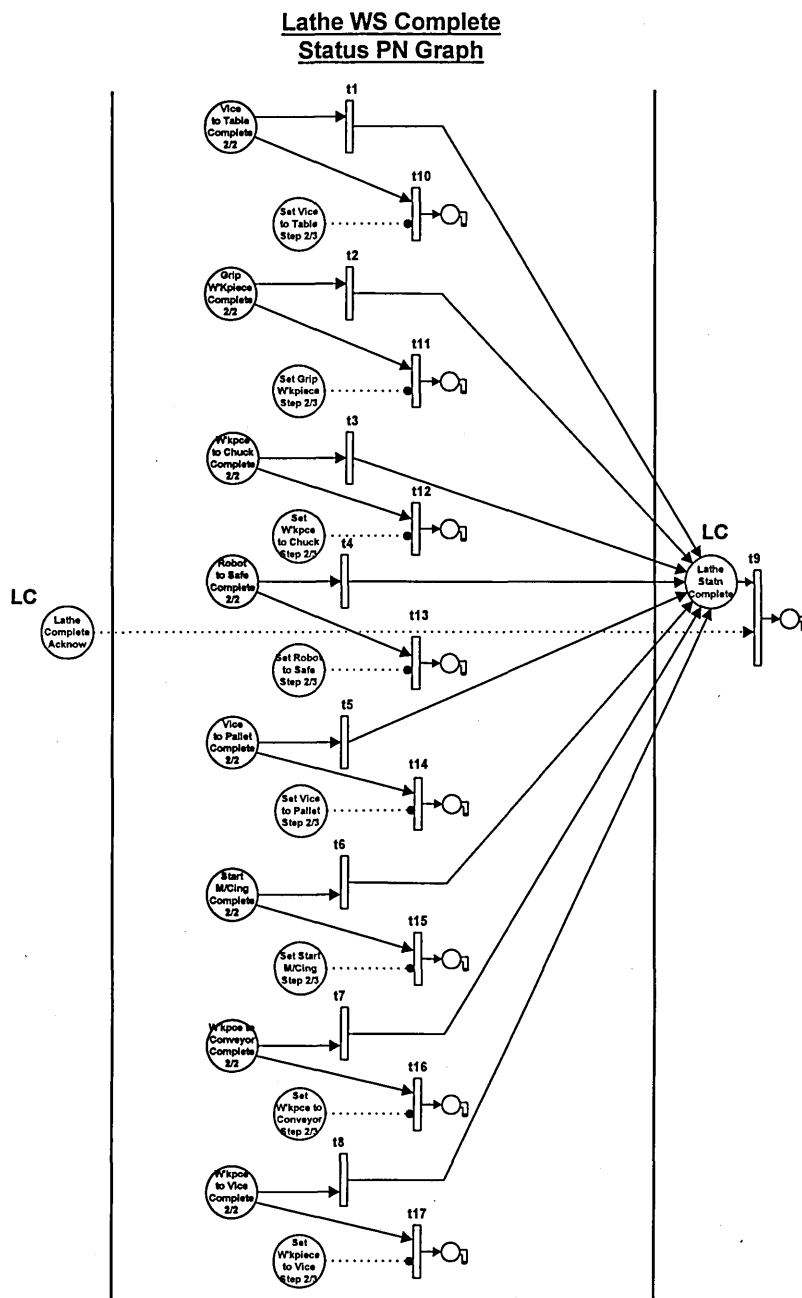 Lathe WS Complete
Status PN Graph
t1
Vice
to Table
Complete
2/2
t10
Set Vice
to Table
Step 2/3
t2
Grip
W'Kpiece
Complete
2/2
t11
Set Grip
W'kpiece
Step 2/3
t3
W'kpce
to Chuck
Complete
2/2
t12
Set
W'kpce
to Chuck
Step 2/3
t4
Robot
to Safe
Complete
2/2
LC
Lathe
Statn
Complete
t9
LC
Lathe
Complete
Acknow
t13
Set Robot
to Safe
Step 2/3
t5
Vice
to Pallet
Complete
2/2
t14
Set Vice
to Pallet
Step 2/3
t6
Start
M/Cing
Complete
2/2
t15
Set Start
M/Cing
Step 2/3
t7
W'kpce to
Conveyor
Complete
2/2
t16
Set
W'kpce to
Conveyor
Step 2/3
t8
W'kpce
to Vice
Complete
2/2
t17
Set
W'kpiece
to Vice
Step 2/3